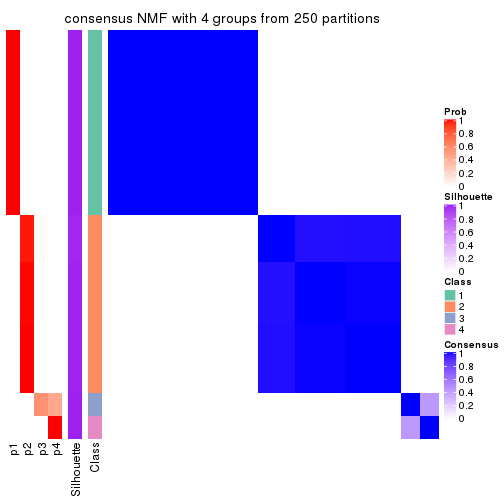 consensus NMF with 4 groups from 250 partitions
Prob
1
0.8
0.6
0.4
0.2
0
Silhouette
1
0.8
0.6
0.4
0.2
0
Class
1
2
3
4
Consensus
1
0.8
0.6
0.4
0.2
0
p1
p2
p3
p4
Silhouette
Class